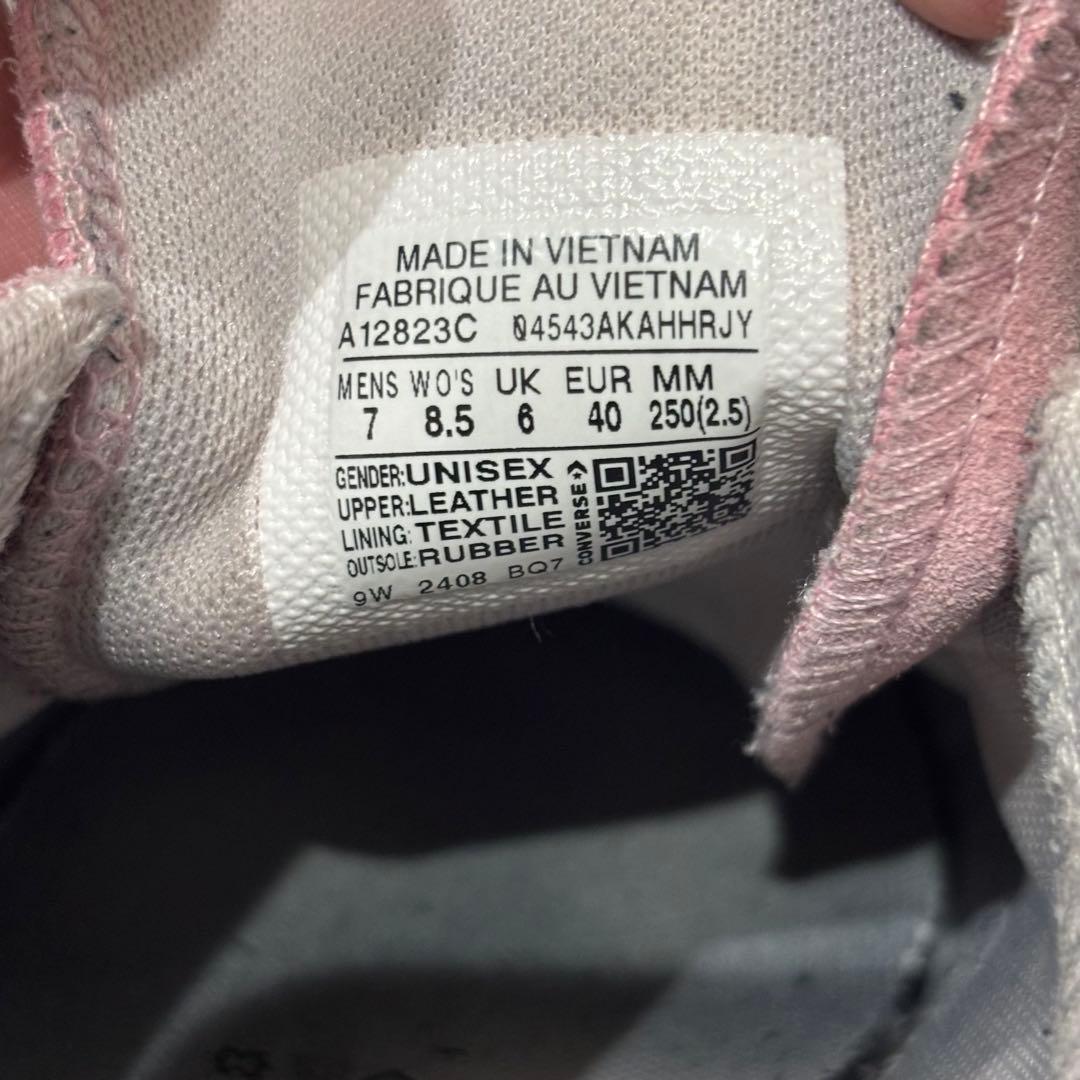 MADE IN VIETNAM
FABRIQUE AU VIETNAM
A12823C 04543AKAHHRJY
MENS WO'S UK EUR MM
7 8.5 6 40 250(2.5)
GENDER:UNISEX
UPPER:LEATHER
LINING:TEXTILE
OUTSOLE:RUBBER
9W 2408 BQ7
CONVERSE